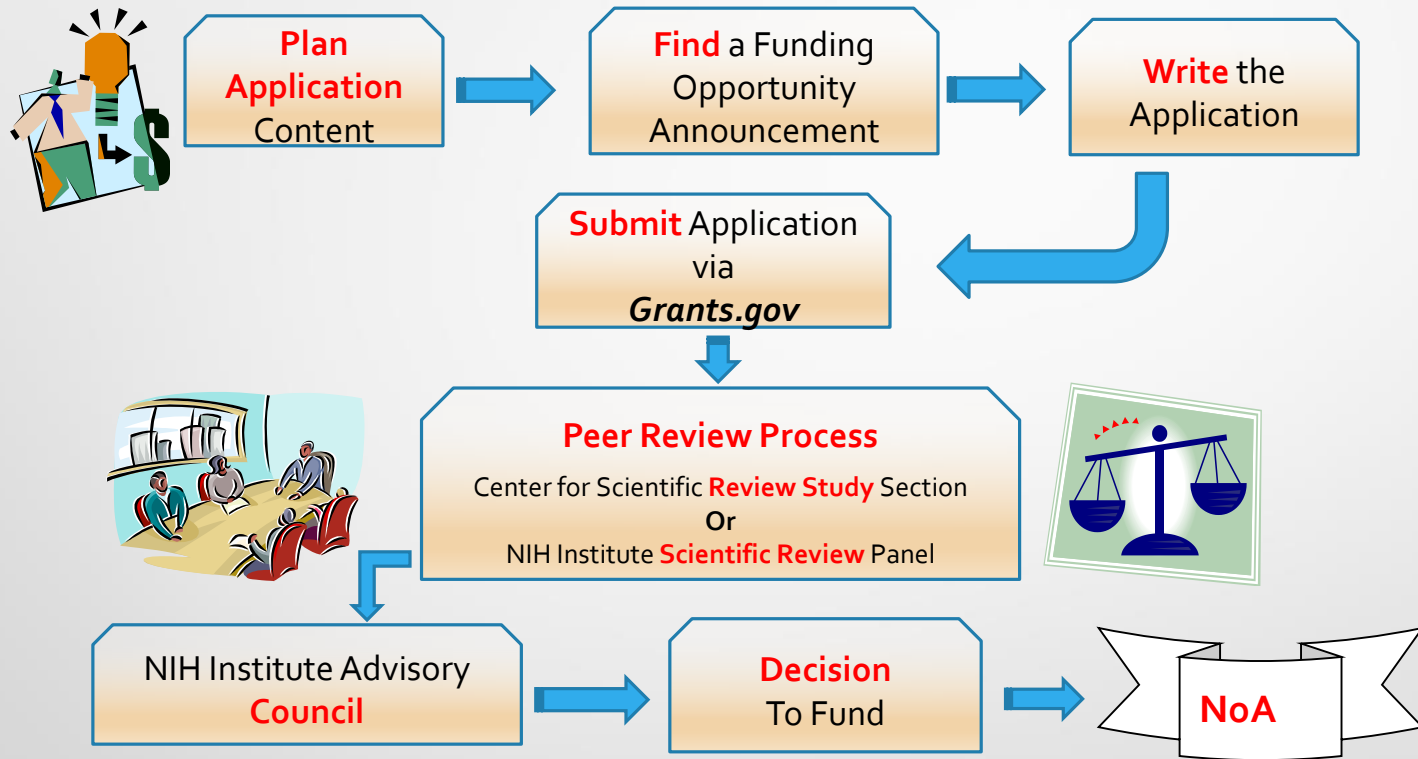 Plan
Application
Content
Find a Funding
Opportunity
Announcement
Write the
Application
Submit Application
via
Grants.gov
Peer Review Process
Center for Scientific Review Study Section
Or
NIH Institute Scientific Review Panel
NIH Institute Advisory
Council
Decision
To Fund
NoA